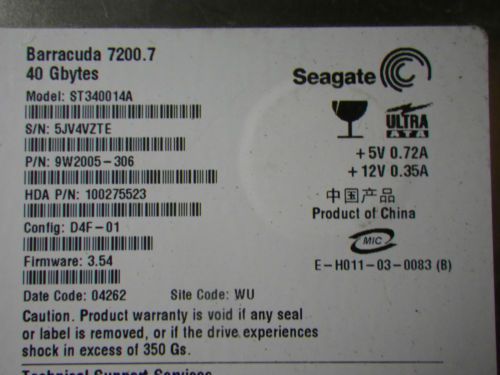 Barracuda 7200.7
40 Gbytes
Seagate
Model: ST340014A
S/N: 5JV4VZTE
ULTRA
ATA
P/N: 9W2005-306
+5V 0.72A
+12V 0.35A
HDA P/N: 100275523
中国产品
Product of China
Config: D4F-01
MIC
Firmware: 3.54
E-H011-03-0083 (B)
Date Code: 04262 Site Code: WU
Caution. Product warranty is void if any seal
or label is removed, or if the drive experiences
shock in excess of 350 Gs.
Technical Support Services